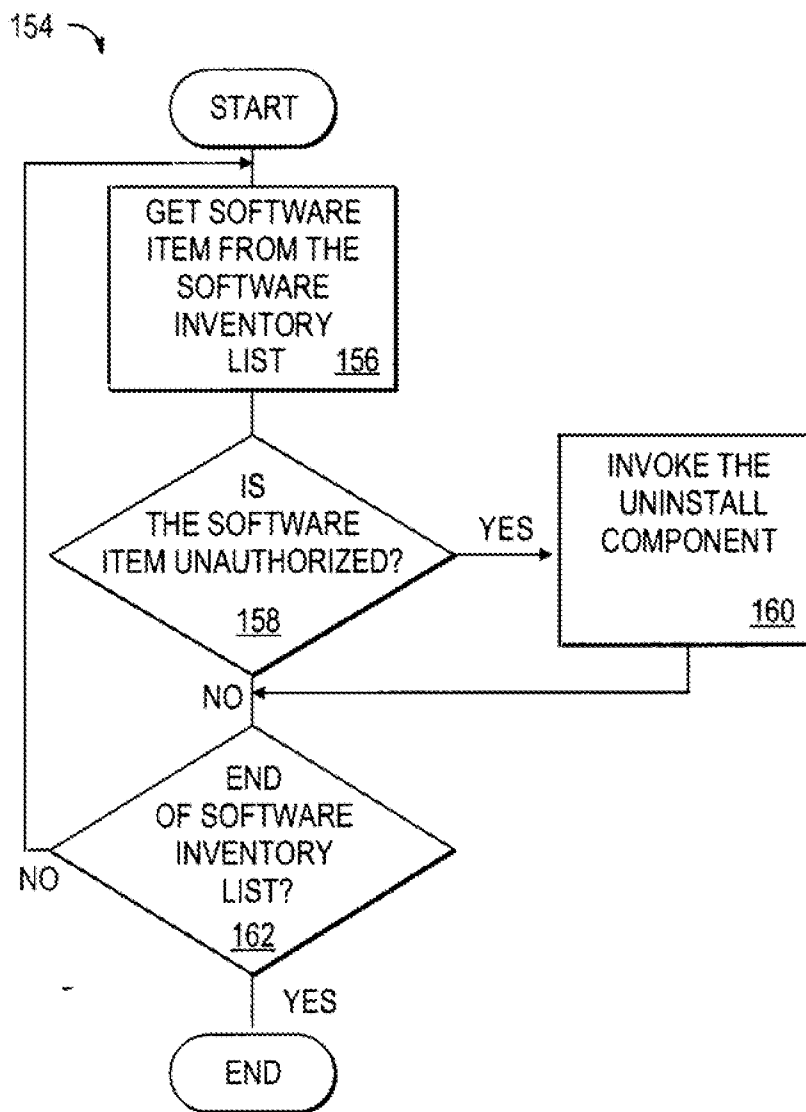 154
START
GET SOFTWARE
ITEM FROM THE
SOFTWARE
INVENTORY
LIST
156
IS
THE SOFTWARE
ITEM UNAUTHORIZED?
158
YES
INVOKE THE
UNINSTALL
COMPONENT
160
NO
END
OF SOFTWARE
INVENTORY
LIST?
162
NO
YES
END